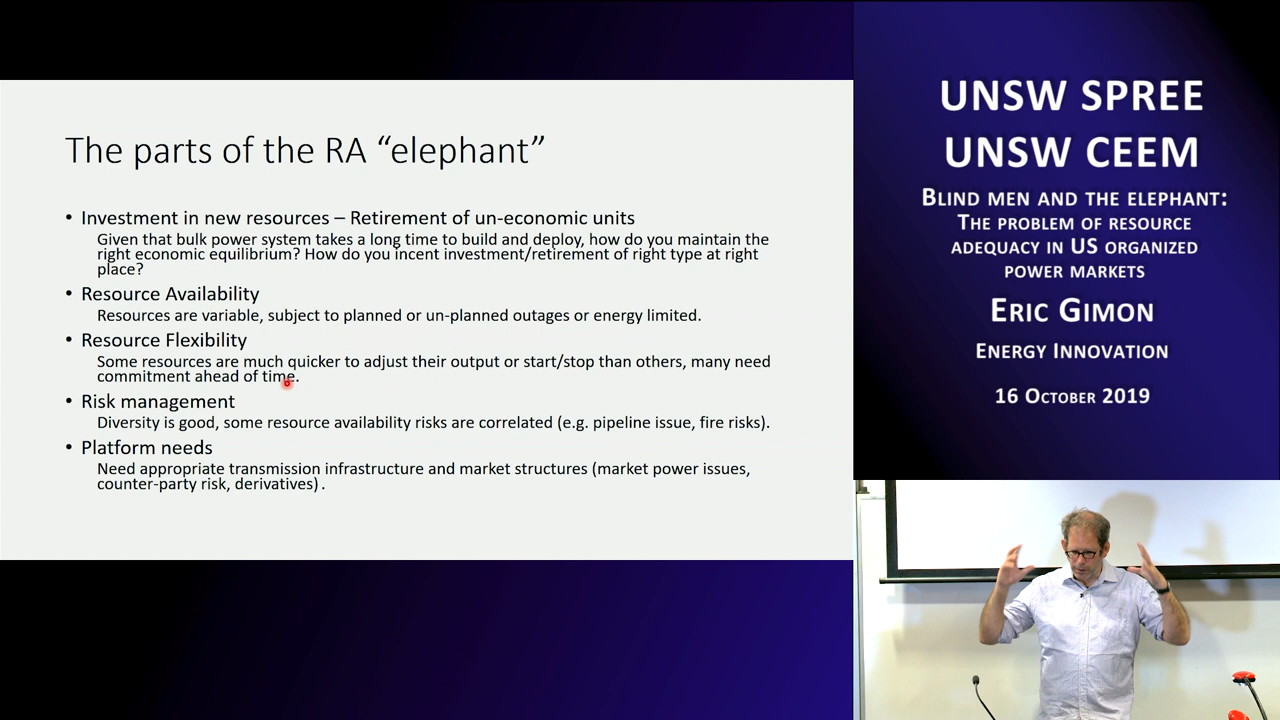 The parts of the RA “elephant”
• Investment in new resources – Retirement of un-economic units
Given that bulk power system takes a long time to build and deploy, how do you maintain the
right economic equilibrium? How do you incent investment/retirement of right type at right
place?
• Resource Availability
Resources are variable, subject to planned or un-planned outages or energy limited.
• Resource Flexibility
Some resources are much quicker to adjust their output or start/stop than others, many need
commitment ahead of time.
• Risk management
Diversity is good, some resource availability risks are correlated (e.g. pipeline issue, fire risks).
• Platform needs
Need appropriate transmission infrastructure and market structures (market power issues,
counter-party risk, derivatives).
UNSW SPREE
UNSW CEEM
BLIND MEN AND THE ELEPHANT:
THE PROBLEM OF RESOURCE
ADEQUACY IN US ORGANIZED
POWER MARKETS
ERIC GIMON
ENERGY INNOVATION
16 OCTOBER 2019